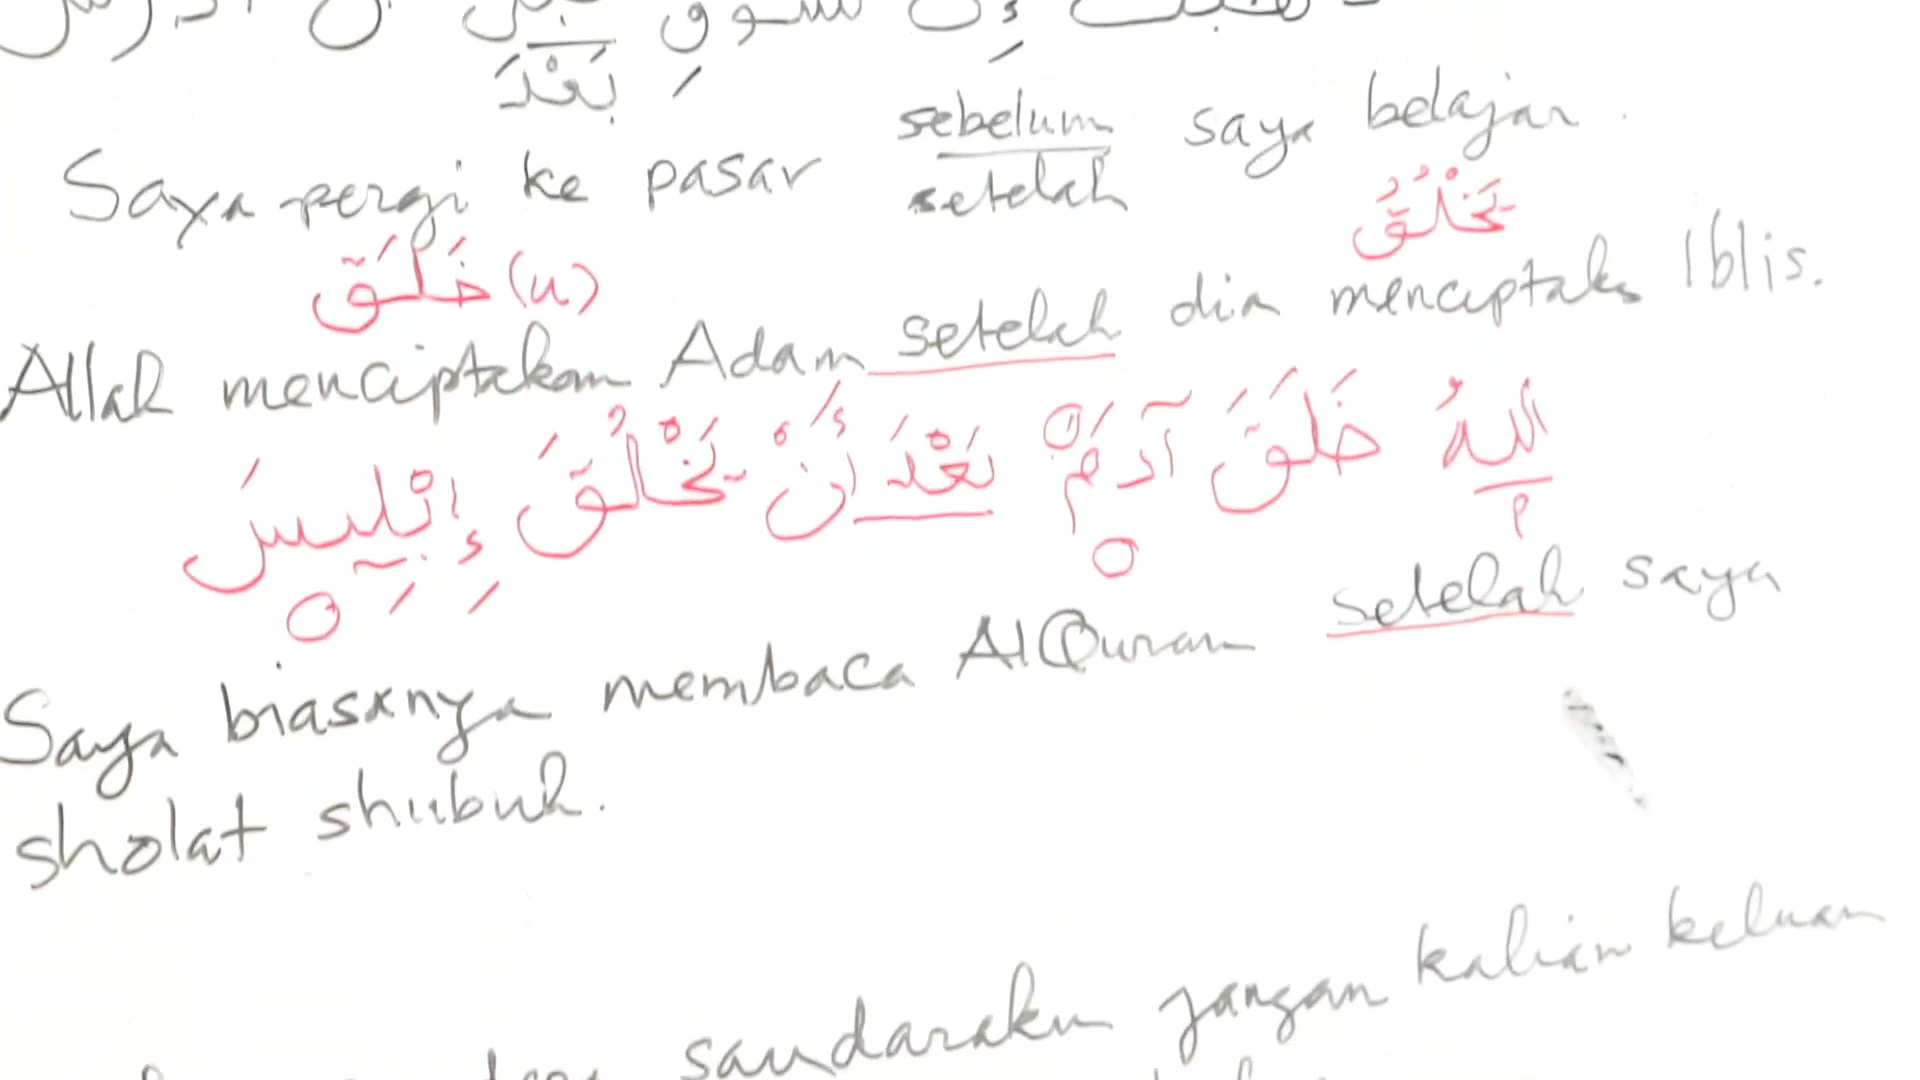 بَعْدَ
sebelum
Saya pergi ke pasar setelah saya belajar.
خَلَقَ (u)
يَخْلُقُ
Allah menciptakan Adam setelah dia menciptaks Iblis.
اللهُ خَلَقَ آدَمَ بَعْدَ أَنْ يَخْلُقَ إِبْلِيسَ
م
Saya biasanya membaca AlQuran setelah saya
sholat shubuh.
saudaraku jangan kalian keluar